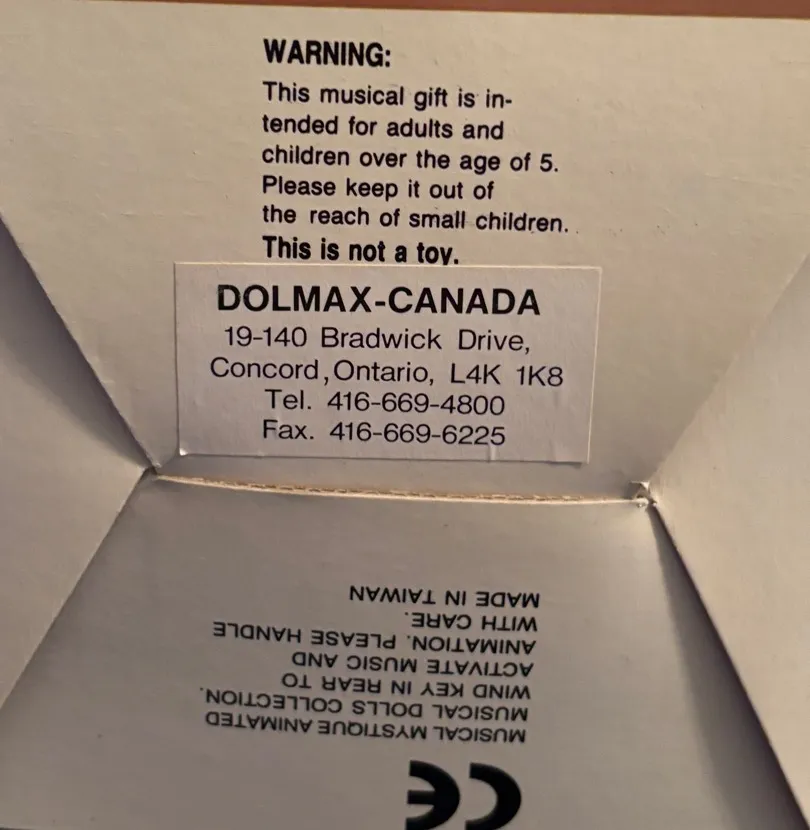 WARNING:
This musical gift is in-
tended for adults and
children over the age of 5.
Please keep it out of
the reach of small children.
This is not a toy.
DOLMAX-CANADA
19-140 Bradwick Drive,
Concord, Ontario, L4K 1K8
Tel. 416-669-4800
Fax. 416-669-6225
CE
MUSICAL MYSTIQUE ANIMATED
MUSICAL DOLLS COLLECTION.
WIND KEY IN REAR TO
ACTIVATE MUSIC AND
ANIMATION. PLEASE HANDLE
WITH CARE.
MADE IN TAIWAN